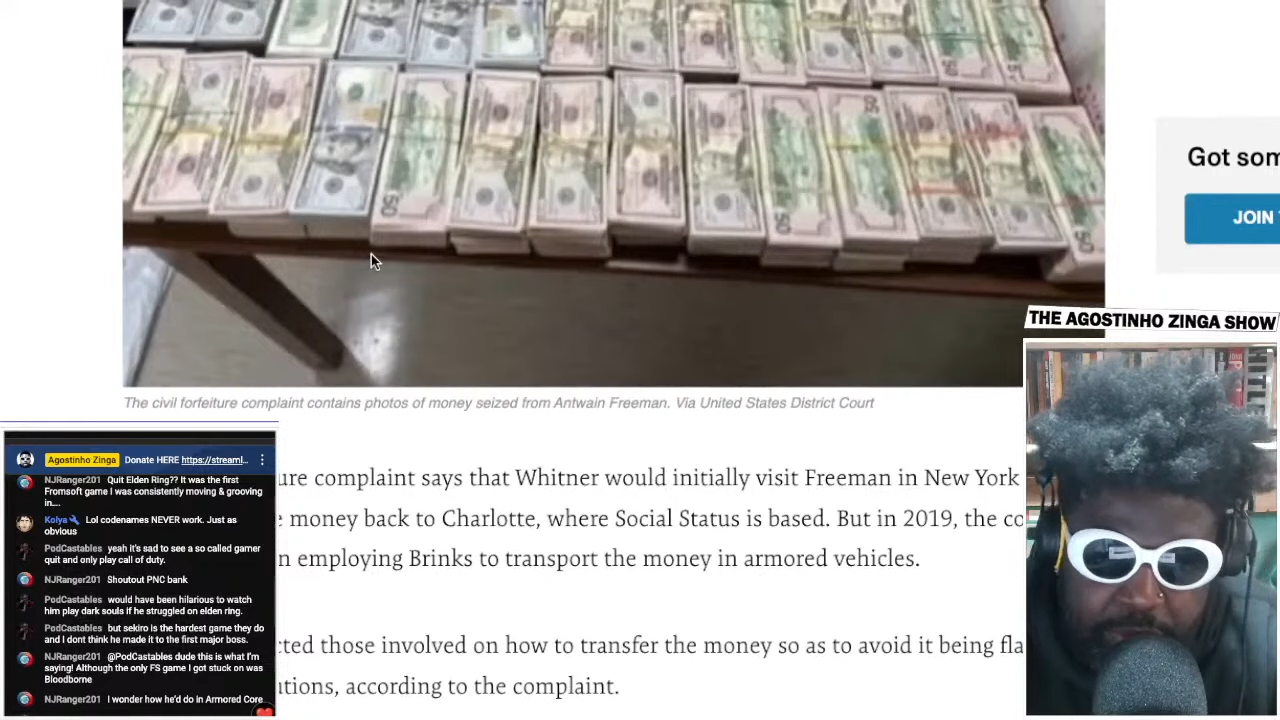 50
50
50
50
50
50
Got som
JOIN
THE AGOSTINHO ZINGA SHOW
The civil forfeiture complaint contains photos of money seized from Antwain Freeman. Via United States District Court
ure complaint says that Whitner would initially visit Freeman in New York
money back to Charlotte, where Social Status is based. But in 2019, the co
n employing Brinks to transport the money in armored vehicles.
cted those involved on how to transfer the money so as to avoid it being fla
utions, according to the complaint.
Agostinho Zinga Donate HERE https://streaml...
NJRanger201 Quit Elden Ring?? It was the first
Fromsoft game I was consistently moving & grooving
in....
Kolya Lol codenames NEVER work. Just as
obvious
PodCastables yeah it's sad to see a so called gamer
quit and only play call of duty.
NJRanger201 Shoutout PNC bank
PodCastables would have been hilarious to watch
him play dark souls if he struggled on elden ring.
PodCastables but sekiro is the hardest game they do
and I dont think he made it to the first major boss.
NJRanger201 @PodCastables dude this is what I'm
saying! Although the only FS game I got stuck on was
Bloodborne
NJRanger201 I wonder how he'd do in Armored Core